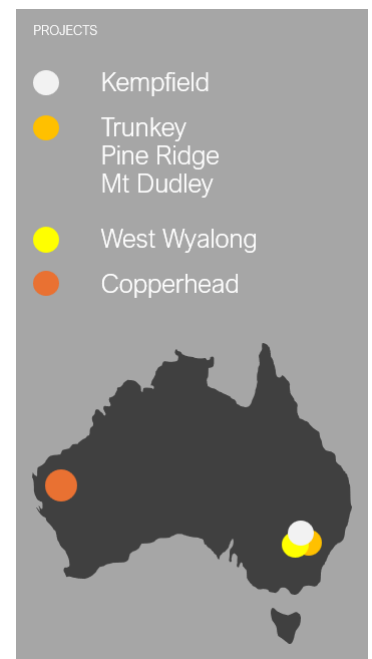 PROJECTS
Kempfield
Trunkey
Pine Ridge
Mt Dudley
West Wyalong
Copperhead